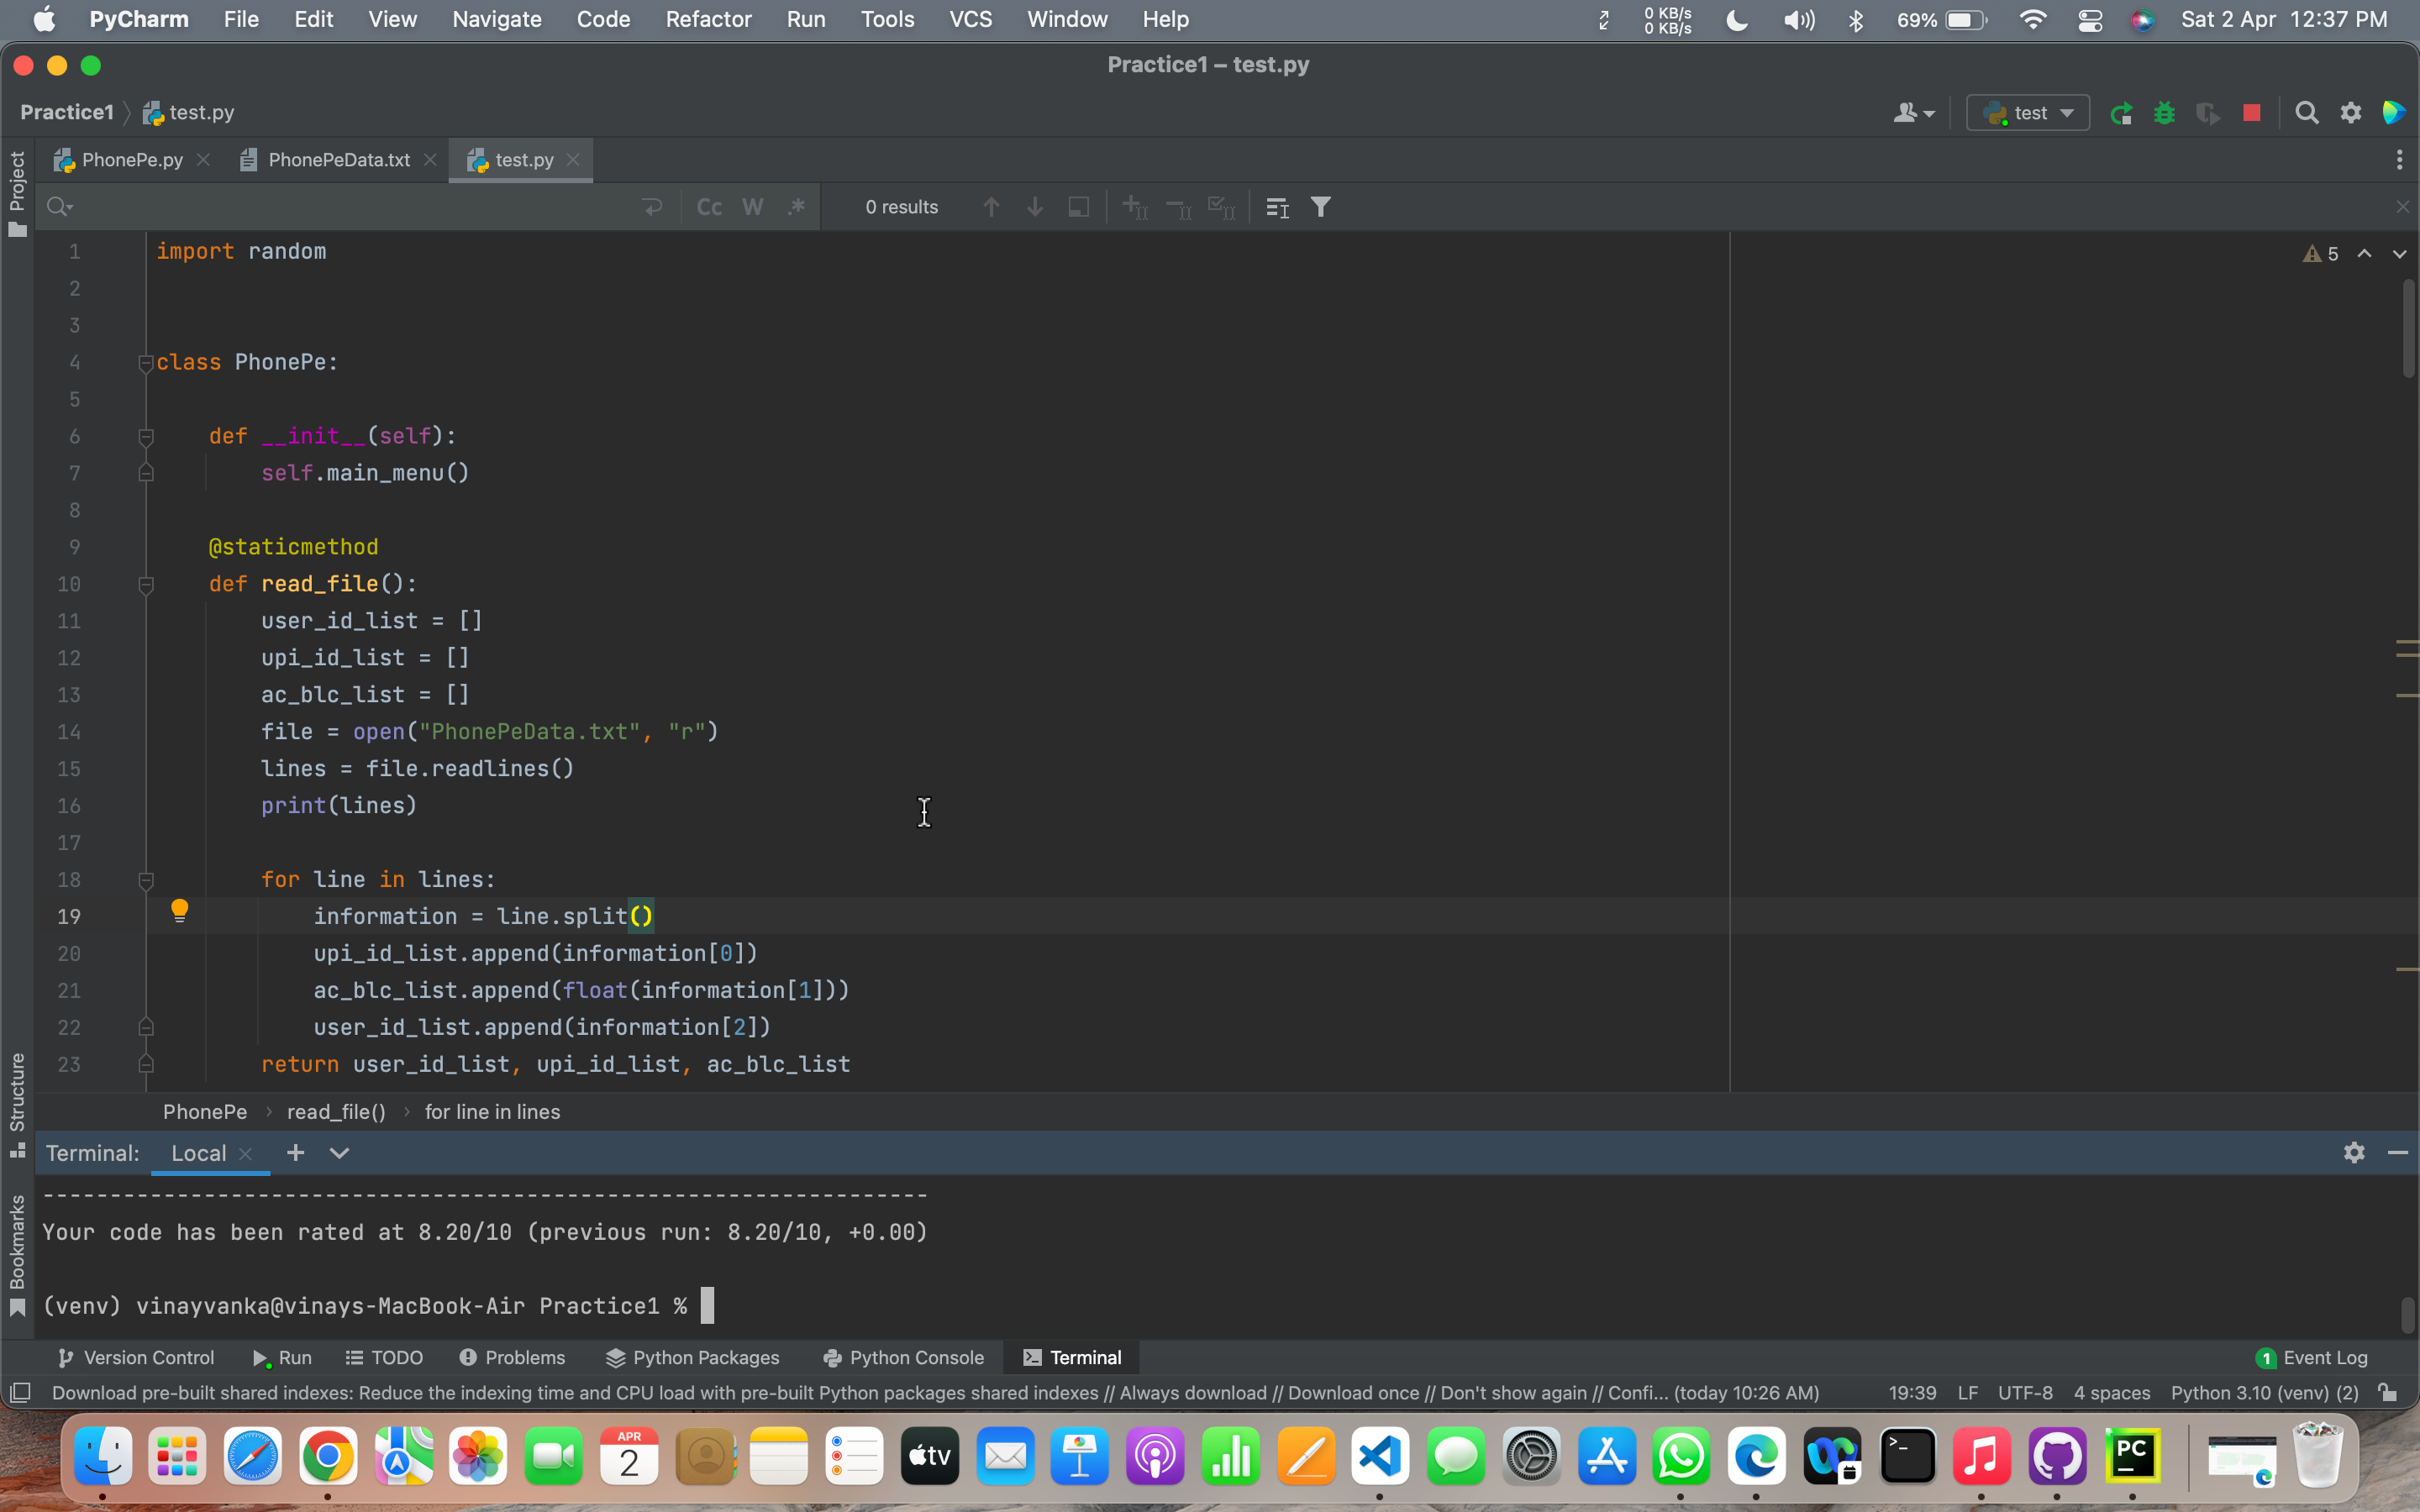 PyCharm File Edit View Navigate Code Refactor Run Tools VCS Window Help 0 KB/s 0 KB/s 69% Sat 2 Apr 12:37 PM
Practice1 – test.py
Practice1 test.py test
PhonePe.py PhonePeData.txt test.py
Cc W .* 0 results
1 import random 5
2
3
4 class PhonePe:
5
6 def __init__(self):
7 self.main_menu()
8
9 @staticmethod
10 def read_file():
11 user_id_list = []
12 upi_id_list = []
13 ac_blc_list = []
14 file = open("PhonePeData.txt", "r")
15 lines = file.readlines()
16 print(lines)
17
18 for line in lines:
19 information = line.split()
20 upi_id_list.append(information[0])
21 ac_blc_list.append(float(information[1]))
22 user_id_list.append(information[2])
23 return user_id_list, upi_id_list, ac_blc_list
PhonePe › read_file() › for line in lines
Project
Structure
Bookmarks
Terminal: Local
------------------------------------------------------------------
Your code has been rated at 8.20/10 (previous run: 8.20/10, +0.00)
(venv) vinayvanka@vinays-MacBook-Air Practice1 %
Version Control Run TODO Problems Python Packages Python Console Terminal 1 Event Log
Download pre-built shared indexes: Reduce the indexing time and CPU load with pre-built Python packages shared indexes // Always download // Download once // Don't show again // Confi... (today 10:26 AM) 19:39 LF UTF-8 4 spaces Python 3.10 (venv) (2)
APR
2
tv
>_
PC